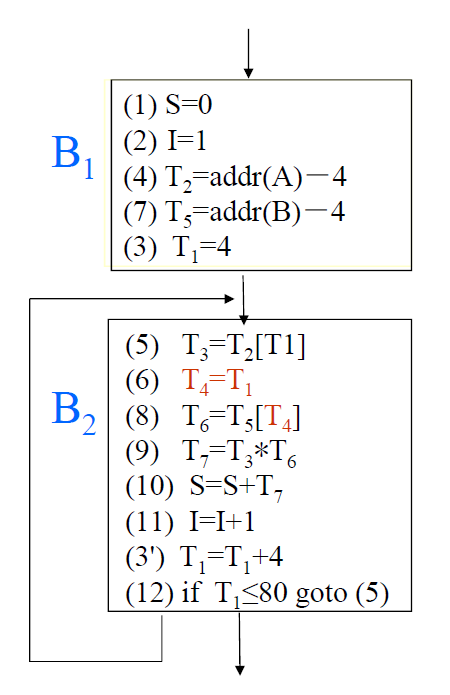 B₁
(1) S=0
(2) I=1
(4) T₂=addr(A)－4
(7) T₅=addr(B)－4
(3) T₁=4
B₂
(5) T₃=T₂[T1]
(6) T₄=T₁
(8) T₆=T₅[T₄]
(9) T₇=T₃*T₆
(10) S=S+T₇
(11) I=I+1
(3') T₁=T₁+4
(12) if T₁≤80 goto (5)